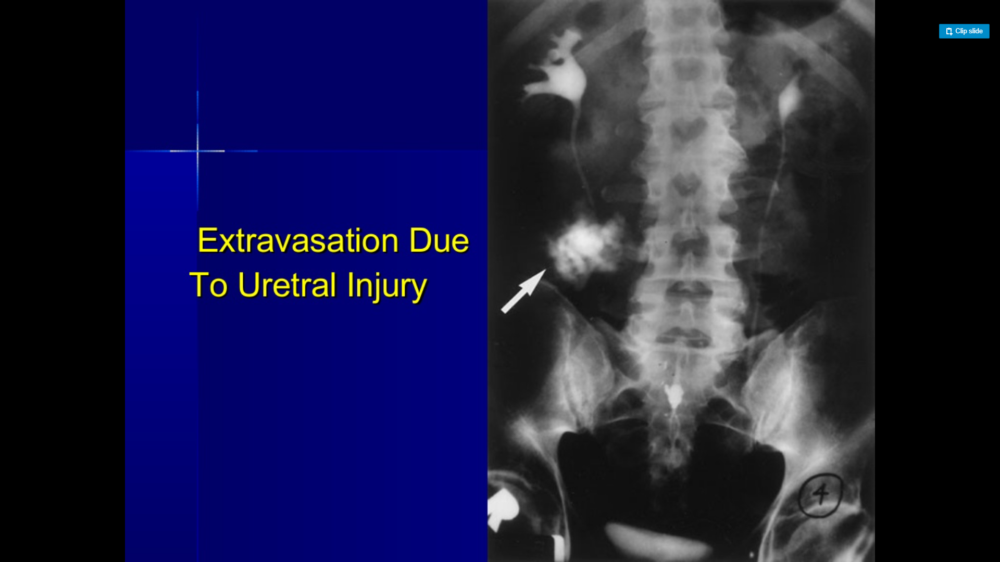 Clip slide
Extravasation Due
To Uretral Injury
4